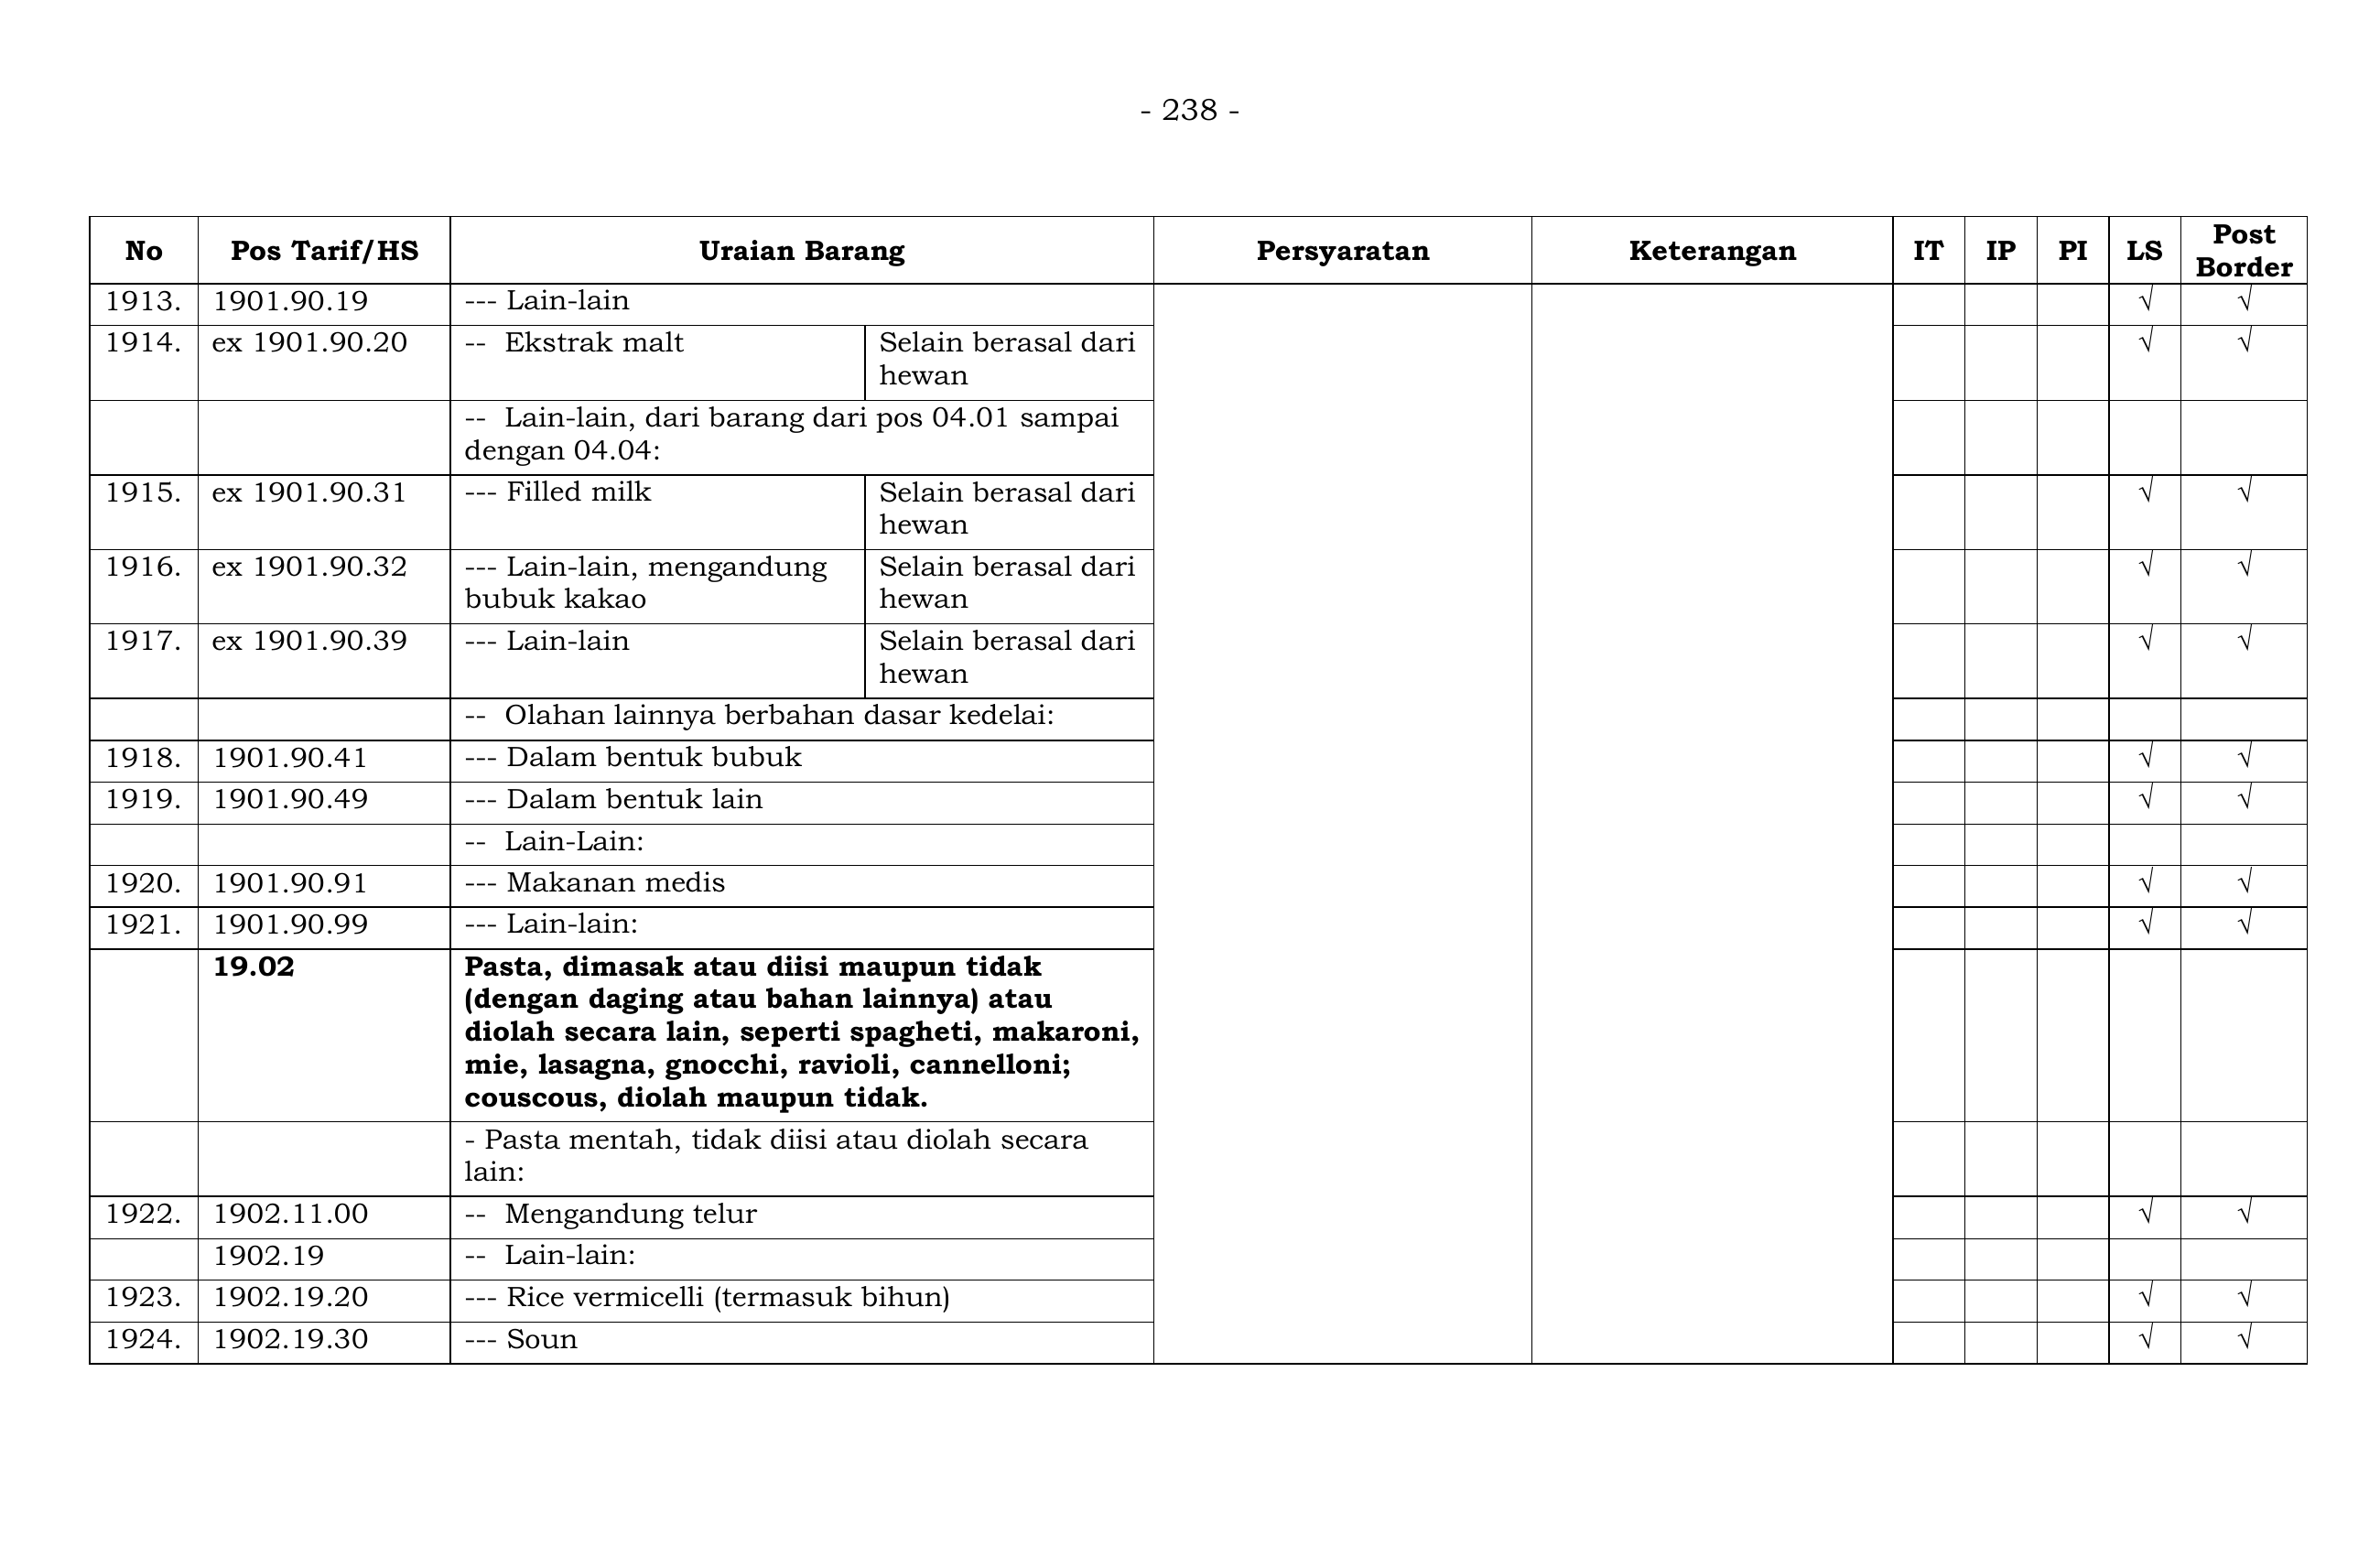 - 238 -
No Pos Tarif/HS Uraian Barang Persyaratan Keterangan IT IP PI LS Post Border
1913. 1901.90.19 --- Lain-lain √ √
1914. ex 1901.90.20 -- Ekstrak malt Selain berasal dari √ √
hewan
-- Lain-lain, dari barang dari pos 04.01 sampai
dengan 04.04:
1915. ex 1901.90.31 --- Filled milk Selain berasal dari √ √
hewan
1916. ex 1901.90.32 --- Lain-lain, mengandung Selain berasal dari √ √
bubuk kakao hewan
1917. ex 1901.90.39 --- Lain-lain Selain berasal dari √ √
hewan
-- Olahan lainnya berbahan dasar kedelai:
1918. 1901.90.41 --- Dalam bentuk bubuk √ √
1919. 1901.90.49 --- Dalam bentuk lain √ √
-- Lain-Lain:
1920. 1901.90.91 --- Makanan medis √ √
1921. 1901.90.99 --- Lain-lain: √ √
19.02 Pasta, dimasak atau diisi maupun tidak
(dengan daging atau bahan lainnya) atau
diolah secara lain, seperti spagheti, makaroni,
mie, lasagna, gnocchi, ravioli, cannelloni;
couscous, diolah maupun tidak.
- Pasta mentah, tidak diisi atau diolah secara
lain:
1922. 1902.11.00 -- Mengandung telur √ √
1902.19 -- Lain-lain:
1923. 1902.19.20 --- Rice vermicelli (termasuk bihun) √ √
1924. 1902.19.30 --- Soun √ √